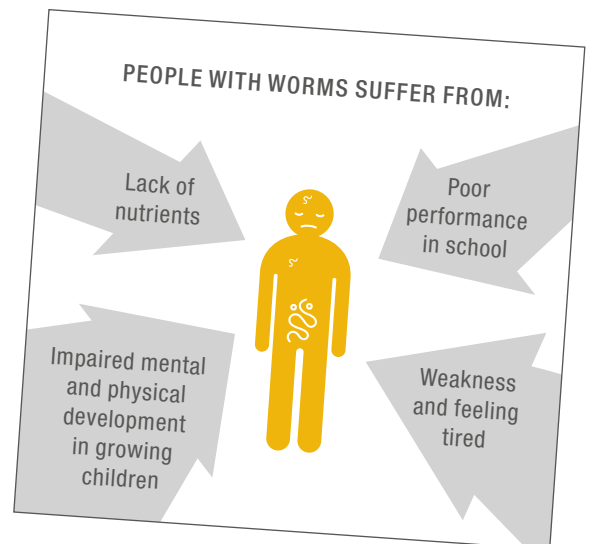 PEOPLE WITH WORMS SUFFER FROM:
Lack of
nutrients
Poor
performance
in school
Impaired mental
and physical
development
in growing
children
Weakness
and feeling
tired